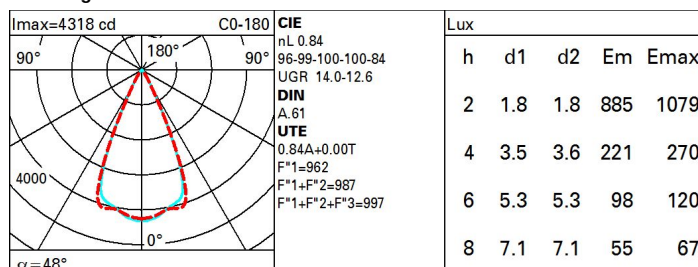 Imax=4318 cd C0-180
90° 180° 90°
4000
0°
α=48°
CIE
nL 0.84
96-99-100-100-84
UGR 14.0-12.6
DIN
A.61
UTE
0.84A+0.00T
F"1=962
F"1+F"2=987
F"1+F"2+F"3=997
Lux
h d1 d2 Em Emax
2 1.8 1.8 885 1079
4 3.5 3.6 221 270
6 5.3 5.3 98 120
8 7.1 7.1 55 67